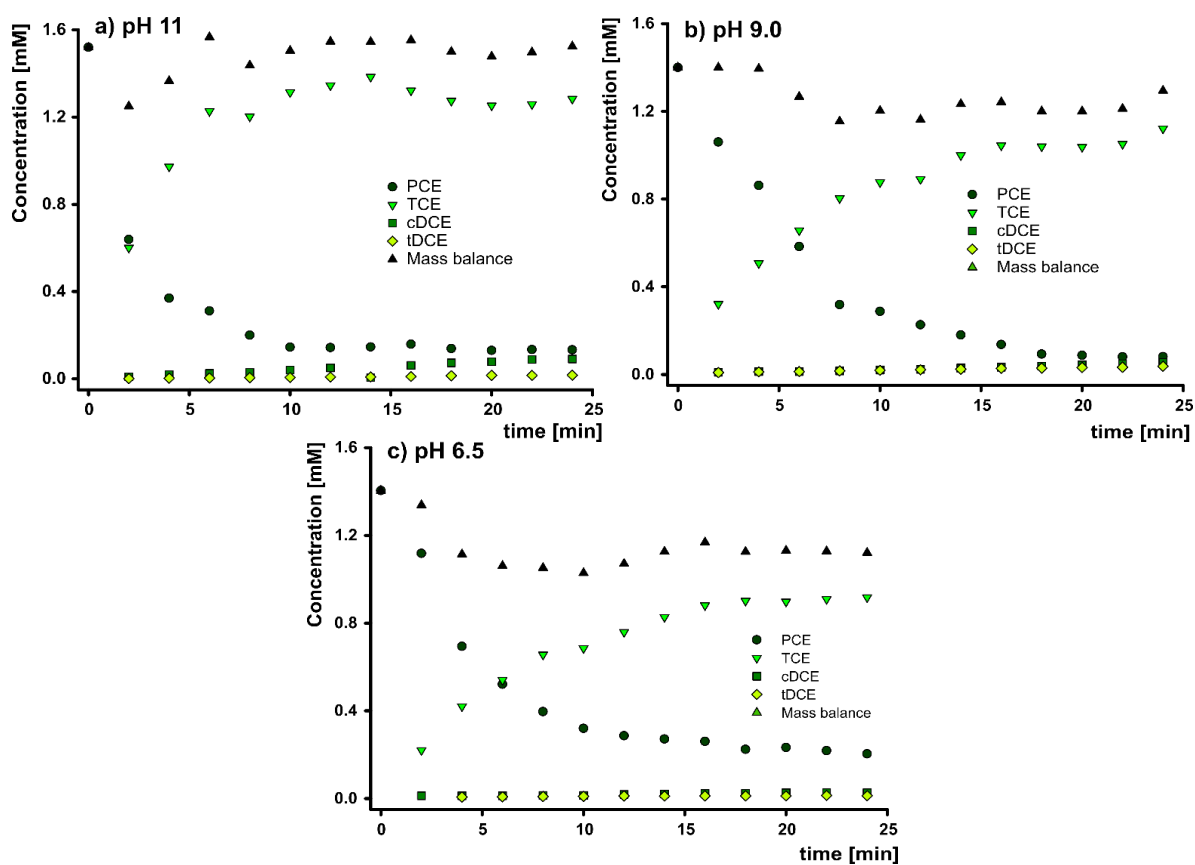 a) pH 11
Concentration [mM]
1.6
1.2
0.8
0.4
0.0
PCE
TCE
cDCE
tDCE
Mass balance
0 5 10 15 20 25
time [min]
b) pH 9.0
Concentration [mM]
1.6
1.2
0.8
0.4
0.0
PCE
TCE
cDCE
tDCE
Mass balance
0 5 10 15 20 25
time [min]
c) pH 6.5
Concentration [mM]
1.6
1.2
0.8
0.4
0.0
PCE
TCE
cDCE
tDCE
Mass balance
0 5 10 15 20 25
time [min]